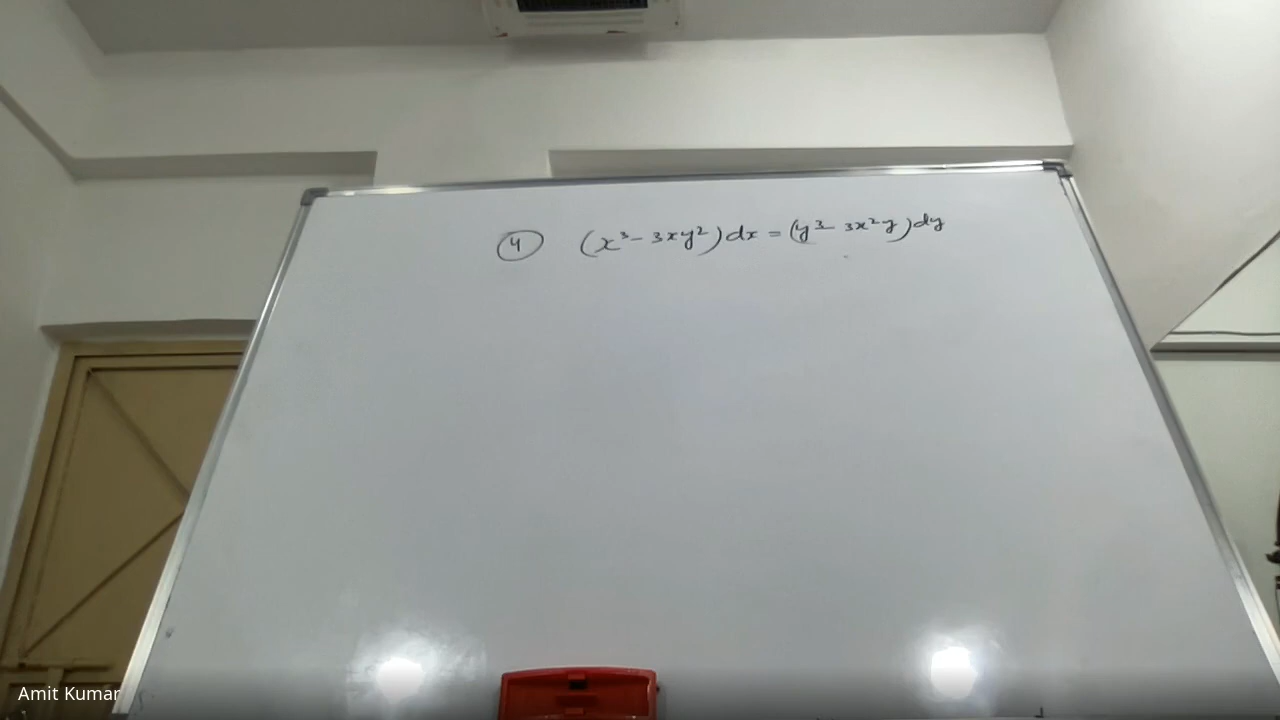 ④ (x³ - 3xy²) dx = (y³ - 3x²y) dy
Amit Kumar